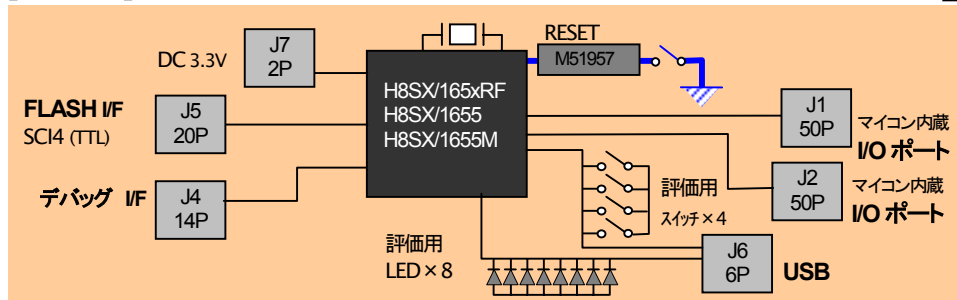 DC 3.3V
J7
2P
FLASH I/F
SCI4 (TTL)
J5
20P
デバッグ I/F
J4
14P
H8SX/165xRF
H8SX/1655
H8SX/1655M
RESET
M51957
J1
50P
マイコン内蔵
I/O ポート
J2
50P
マイコン内蔵
I/O ポート
評価用
スイッチ×4
評価用
LED×8
J6
6P
USB